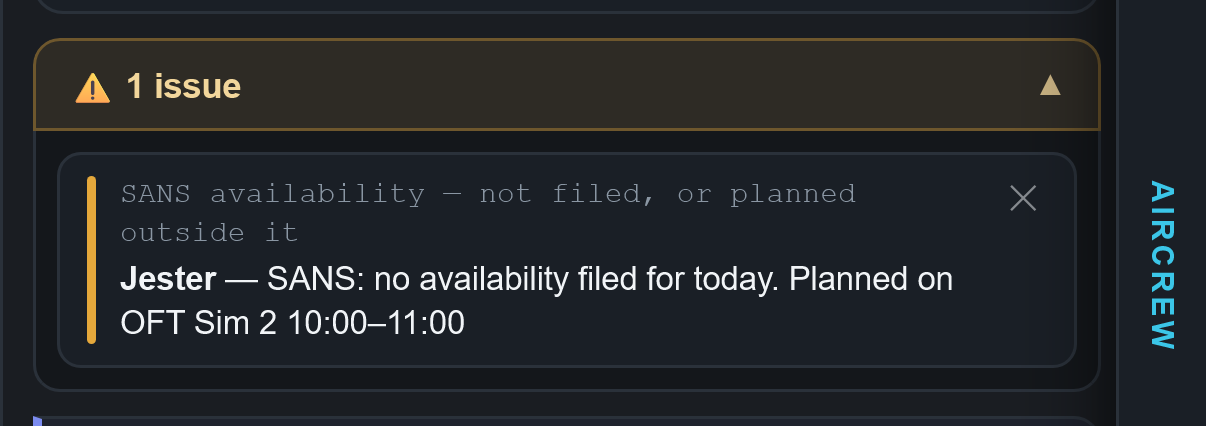 ⚠️ 1 issue ▲
SANS availability — not filed, or planned
outside it
Jester — SANS: no availability filed for today. Planned on
OFT Sim 2 10:00–11:00
AIRCREW